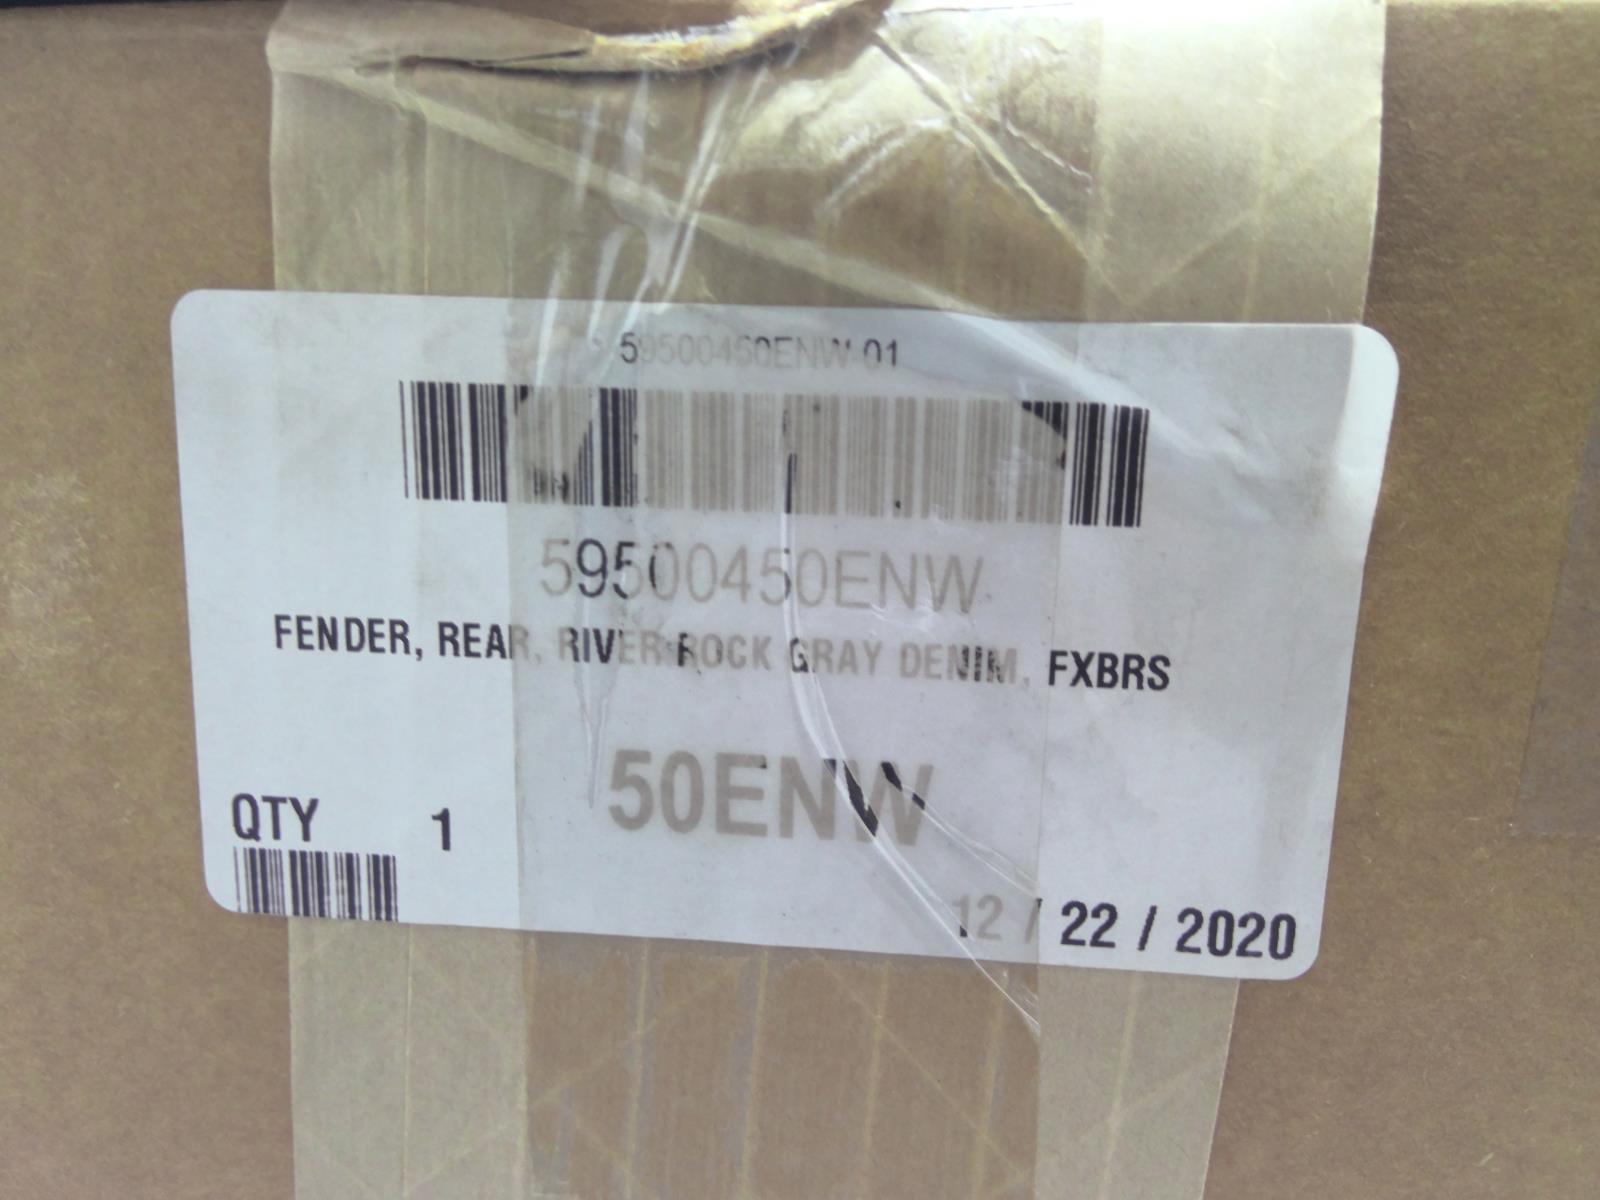 59500450ENW-01
59500450ENW
FENDER, REAR, RIVER ROCK GRAY DENIM, FXBRS
50ENW
QTY 1
12 / 22 / 2020